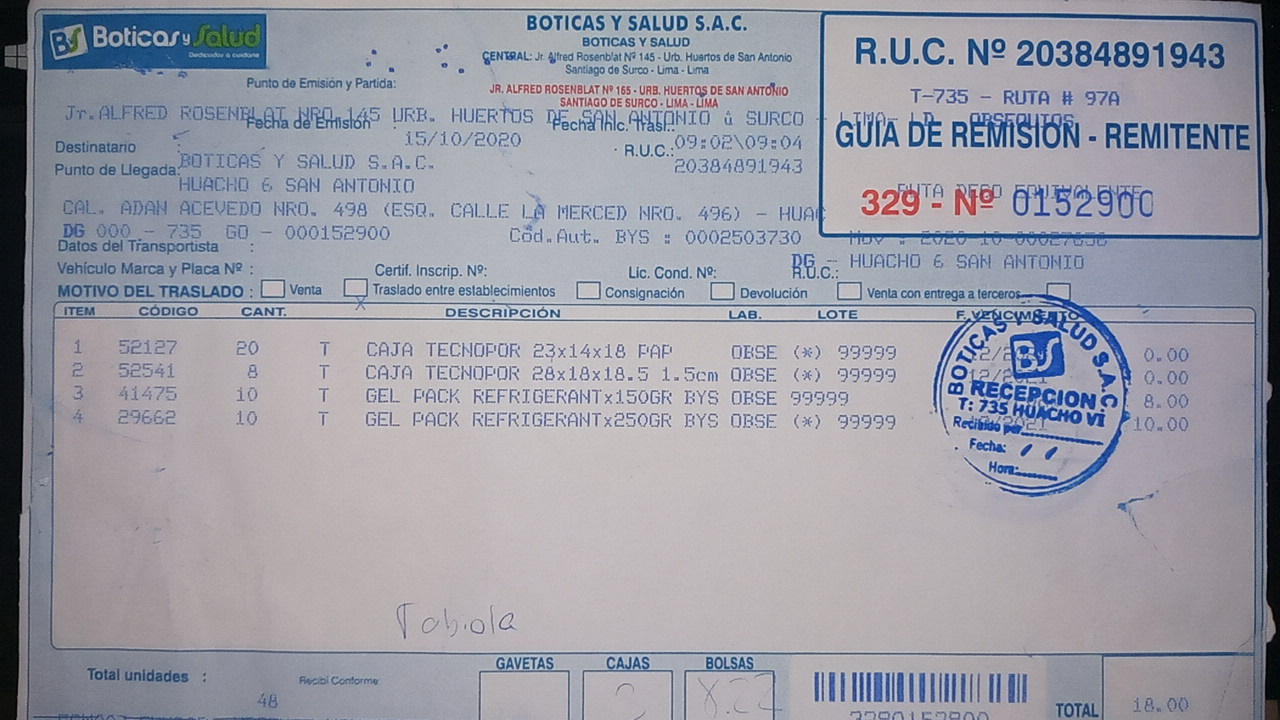 BS Boticas y Salud
Dedicados a cuidarte
BOTICAS Y SALUD S.A.C.
BOTICAS Y SALUD
CENTRAL: Jr. Alfred Rosenblat Nº 145 - Urb. Huertos de San Antonio
Santiago de Surco - Lima - Lima
JR. ALFRED ROSENBLAT Nº 165 - URB. HUERTOS DE SAN ANTONIO
SANTIAGO DE SURCO - LIMA - LIMA
R.U.C. Nº 20384891943
T-735 - RUTA # 97A
OBSEQUIOS
GUIA DE REMISION - REMITENTE
329 - Nº 0152900
Punto de Emisión y Partida:
Jr.ALFRED ROSENBLAT NRO.145 URB. HUERTOS DE SAN ANTONIO ù SURCO - LIMA
Fecha de Emisión : 15/10/2020 Fecha Inic. Trasl.: 09:02\09:04
Destinatario : BOTICAS Y SALUD S.A.C. R.U.C.: 20384891943
Punto de Llegada: HUACHO 6 SAN ANTONIO
CAL. ADAN ACEVEDO NRO. 498 (ESQ. CALLE LA MERCED NRO. 496) - HUAC
DG 000 - 735 GO - 000152900 Cód.Aut. BYS : 0002503730
Datos del Transportista :
DG - HUACHO 6 SAN ANTONIO
Vehículo Marca y Placa Nº : Certif. Inscrip. Nº: Lic. Cond. Nº: R.U.C.:
MOTIVO DEL TRASLADO : Venta Traslado entre establecimientos Consignación Devolución Venta con entrega a terceros
X
ITEM CÓDIGO CANT. DESCRIPCIÓN LAB. LOTE F. VENCIMIENTO
1 52127 20 T CAJA TECNOPOR 23x14x18 PAP OBSE (*) 99999 0.00
2 52541 8 T CAJA TECNOPOR 28x18x18.5 1.5cm OBSE (*) 99999 0.00
3 41475 10 T GEL PACK REFRIGERANTx150GR BYS OBSE 99999 8.00
4 29662 10 T GEL PACK REFRIGERANTx250GR BYS OBSE (*) 99999 10.00
BOTICAS Y SALUD S.A.C
BS
RECEPCION
T: 735 HUACHO VI
Recibido por
Fecha:
Hora:
Fabiola
Total unidades : 48
Recibí Conforme
GAVETAS CAJAS BOLSAS
TOTAL 18.00